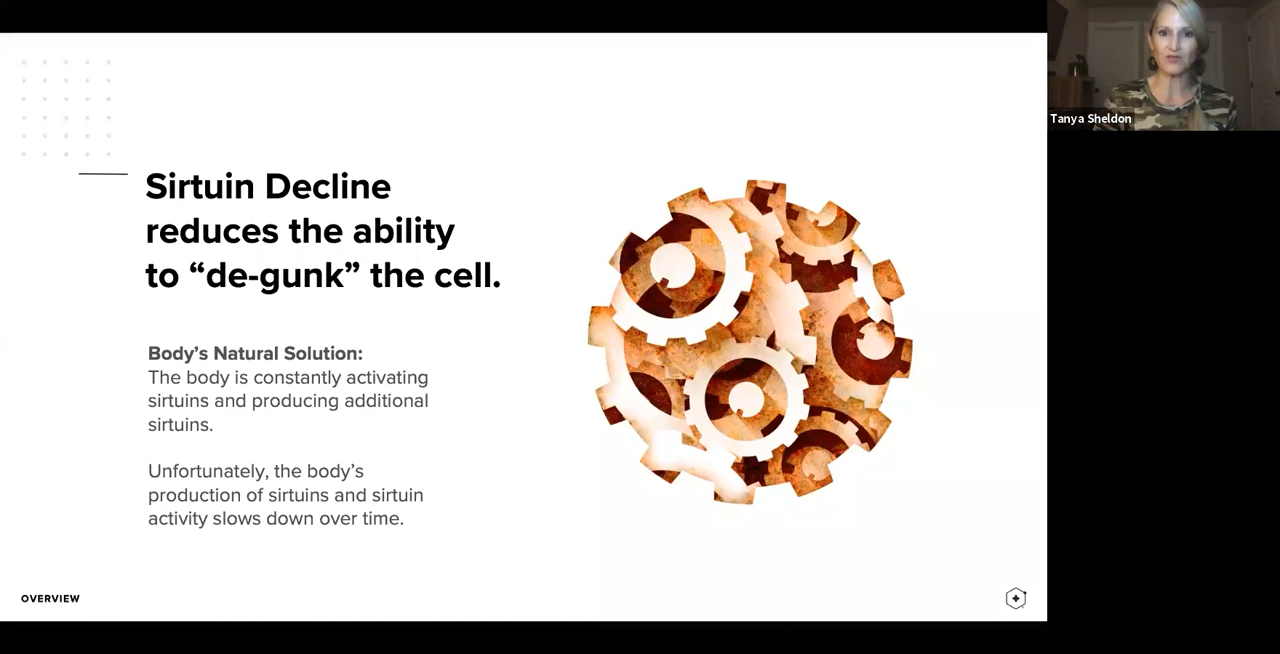 Tanya Sheldon
Sirtuin Decline
reduces the ability
to “de-gunk” the cell.
Body’s Natural Solution:
The body is constantly activating
sirtuins and producing additional
sirtuins.
Unfortunately, the body’s
production of sirtuins and sirtuin
activity slows down over time.
OVERVIEW